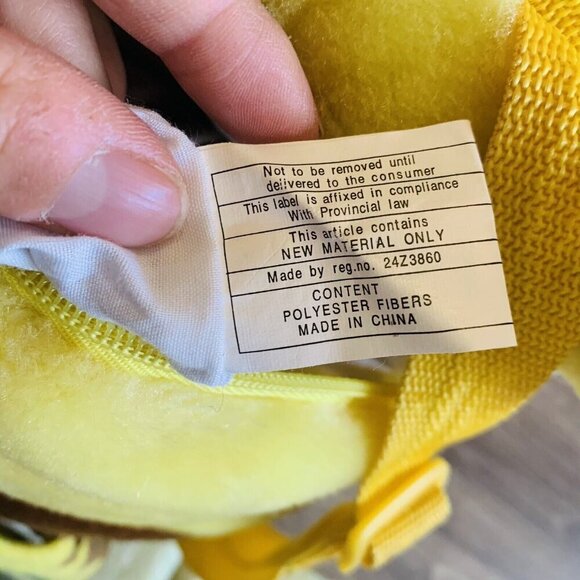 Not to be removed until
delivered to the consumer
This label is affixed in compliance
With Provincial law
This article contains
NEW MATERIAL ONLY
Made by reg.no. 24Z3860
CONTENT
POLYESTER FIBERS
MADE IN CHINA